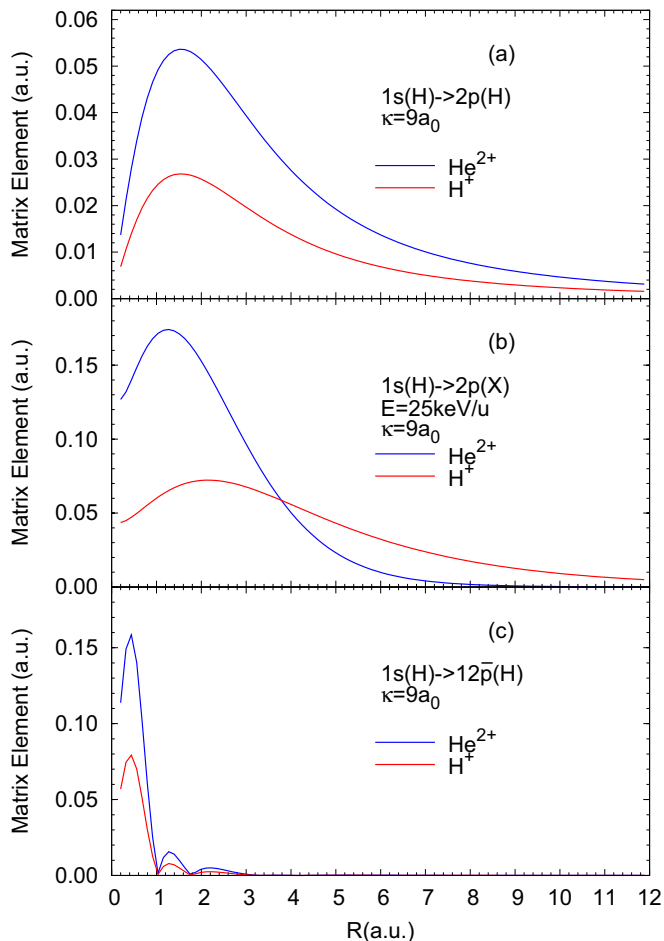 0.06
0.05
0.04
0.03
0.02
0.01
0.00
Matrix Element (a.u.)
(a)
1s(H)->2p(H)
κ=9a₀
He²⁺
H⁺
0.15
0.10
0.05
0.00
Matrix Element (a.u.)
(b)
1s(H)->2p(X)
E=25keV/u
κ=9a₀
He²⁺
H⁺
0.15
0.10
0.05
0.00
Matrix Element (a.u.)
(c)
1s(H)->12p̅(H)
κ=9a₀
He²⁺
H⁺
0 1 2 3 4 5 6 7 8 9 10 11 12
R(a.u.)